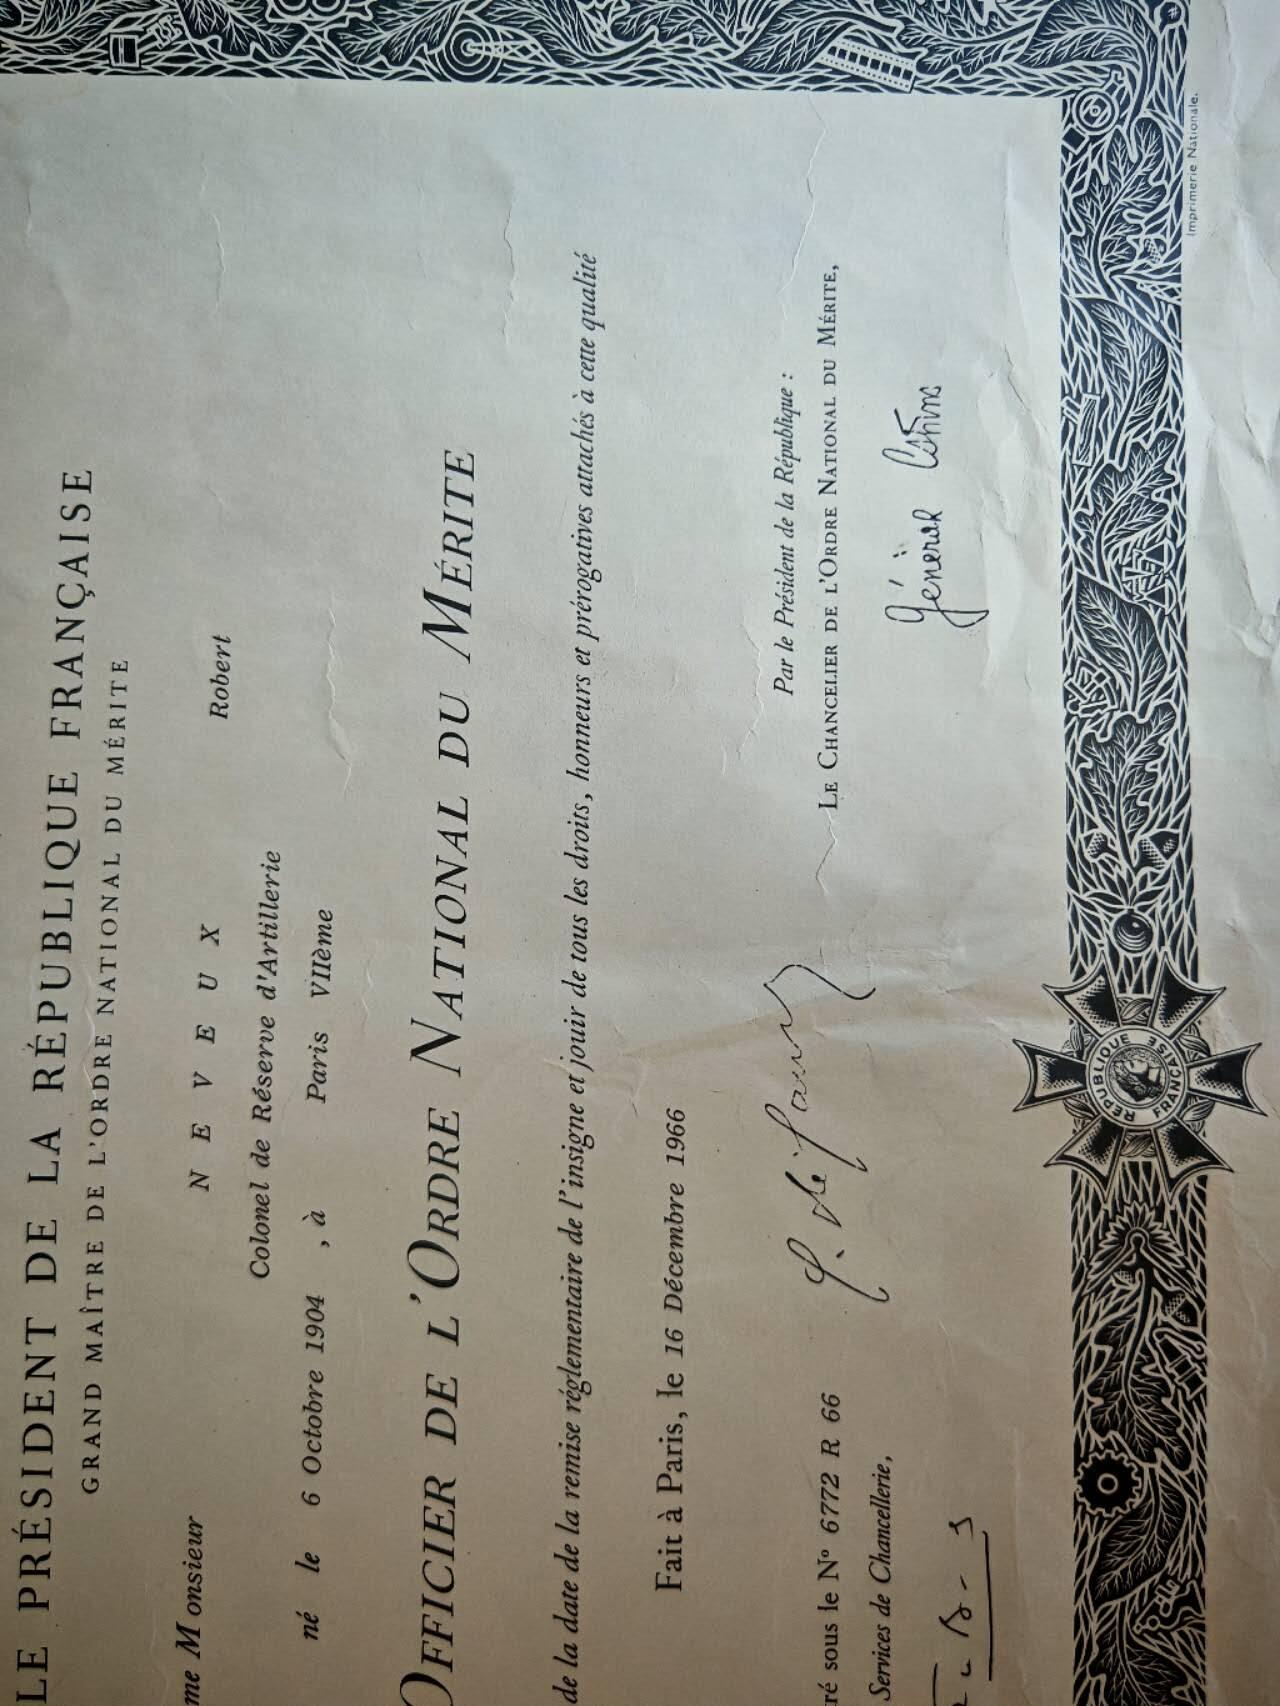 LE PRÉSIDENT DE LA RÉPUBLIQUE FRANÇAISE
GRAND MAÎTRE DE L'ORDRE NATIONAL DU MÉRITE
me Monsieur N E V E U X Robert
Colonel de Réserve d'Artillerie
né le 6 Octobre 1904 , à Paris VIIème
OFFICIER DE L'ORDRE NATIONAL DU MÉRITE
de la date de la remise réglementaire de l'insigne et jouir de tous les droits, honneurs et prérogatives attachés à cette qualité
Fait à Paris, le 16 Décembre 1966
Par le Président de la République :
LE CHANCELIER DE L'ORDRE NATIONAL DU MÉRITE,
ré sous le N° 6772 R 66
Services de Chancellerie,
Général
RÉPUBLIQUE FRANÇAISE
Imprimerie Nationale.